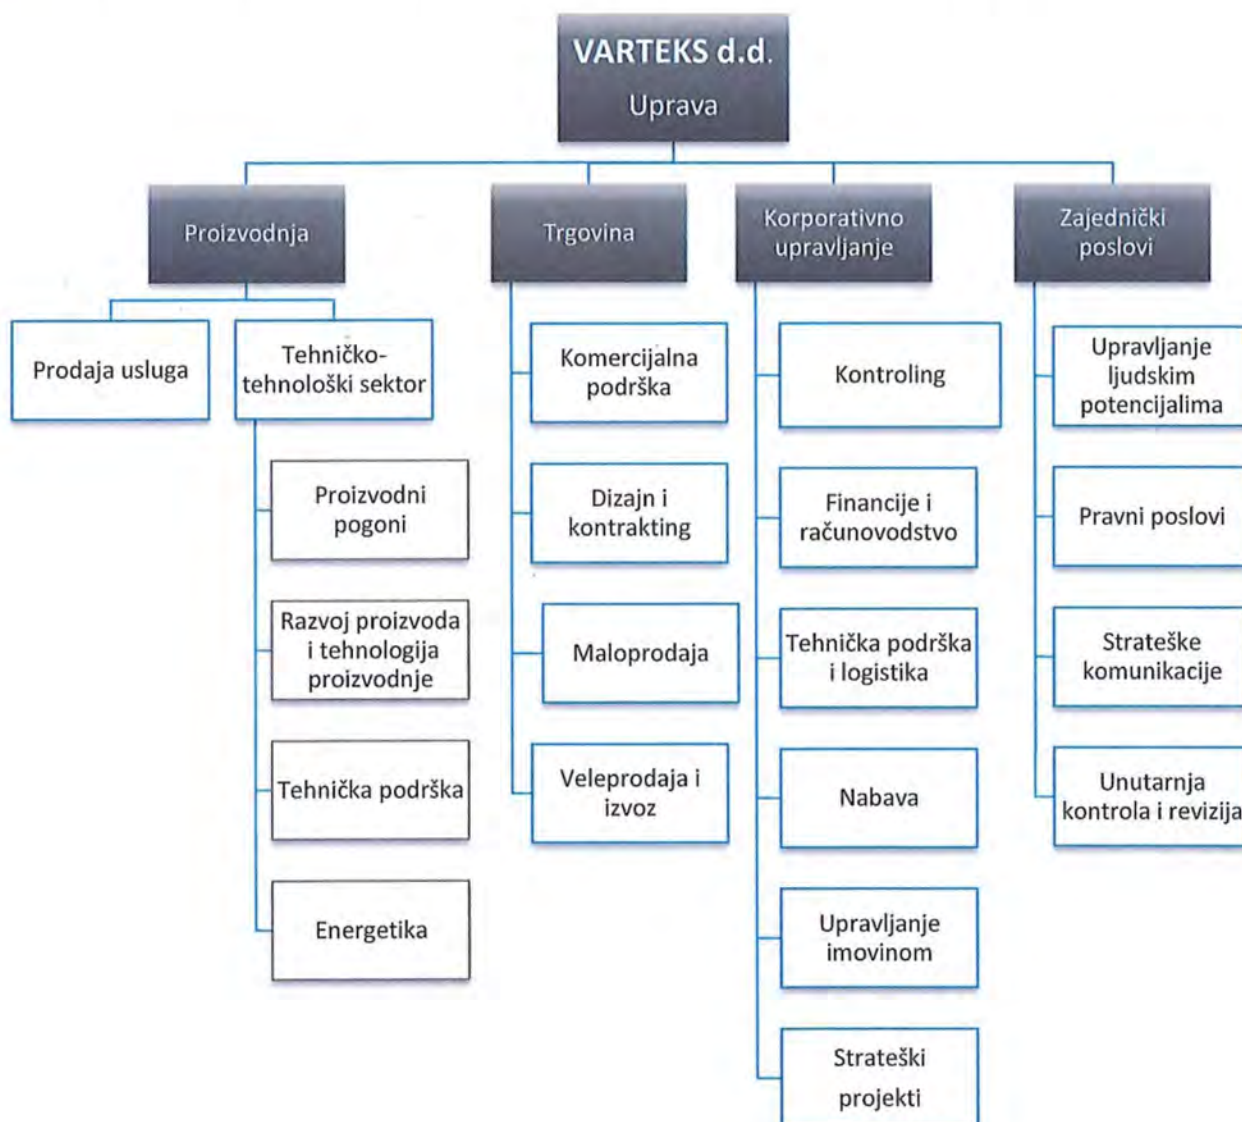 VARTEKS d.d.
Uprava
Proizvodnja
Prodaja usluga
Tehničko-
tehnološki sektor
Proizvodni
pogoni
Razvoj proizvoda
i tehnologija
proizvodnje
Tehnička podrška
Energetika
Trgovina
Komercijalna
podrška
Dizajn i
kontrakting
Maloprodaja
Veleprodaja i
izvoz
Korporativno
upravljanje
Kontroling
Financije i
računovodstvo
Tehnička podrška
i logistika
Nabava
Upravljanje
imovinom
Strateški
projekti
Zajednički
poslovi
Upravljanje
ljudskim
potencijalima
Pravni poslovi
Strateške
komunikacije
Unutarnja
kontrola i revizija